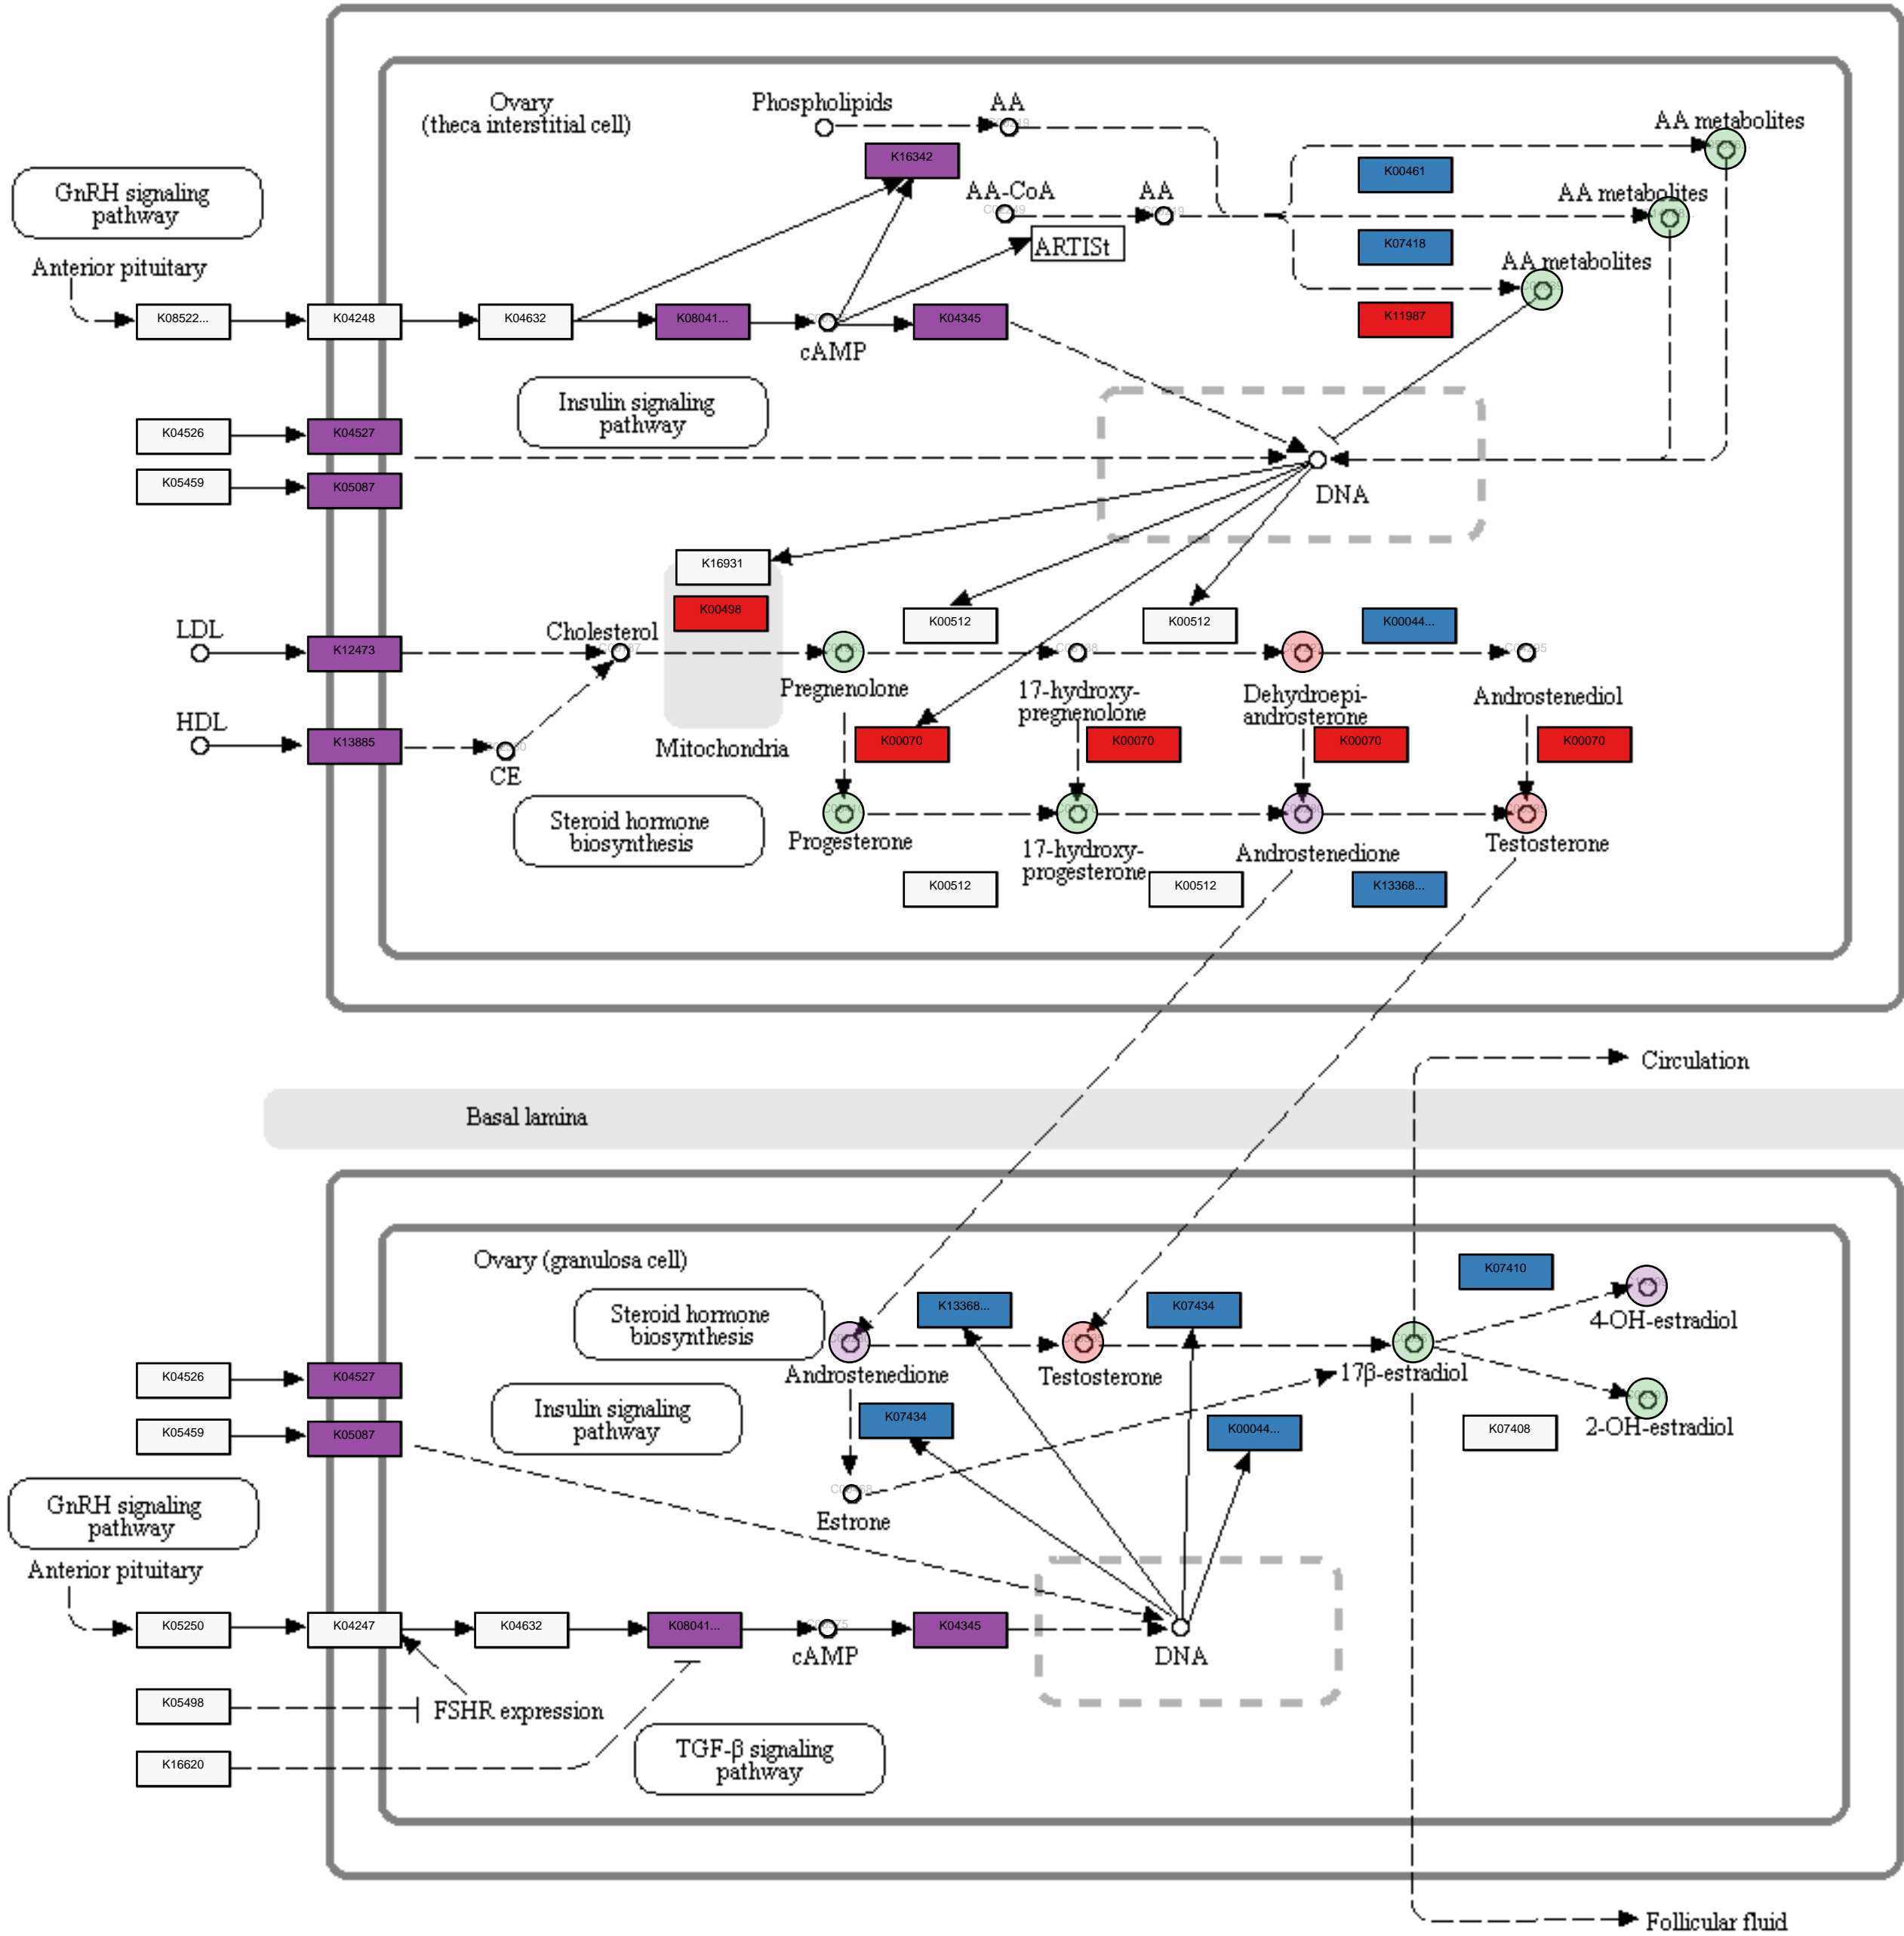 Ovary
(theca interstitial cell)
Phospholipids
AA
AA metabolites
K16342
K00461
GnRH signaling
pathway
AA-CoA
AA
AA metabolites
ARTISt
K07418
Anterior pituitary
AA metabolites
K08522...
K04248
K04632
K08041...
cAMP
K04345
K11987
Insulin signaling
pathway
K04526
K04527
K05459
K05087
DNA
K16931
K00498
K00512
K00512
K00044...
LDL
K12473
Cholesterol
Pregnenolone
17-hydroxy-
pregnenolone
Dehydroepi-
androsterone
Androstenediol
HDL
K13885
CE
Mitochondria
K00070
K00070
K00070
K00070
Steroid hormone
biosynthesis
Progesterone
17-hydroxy-
progesterone
Androstenedione
Testosterone
K00512
K00512
K13368...
Circulation
Basal lamina
Ovary (granulosa cell)
K07410
Steroid hormone
biosynthesis
K13368...
K07434
4-OH-estradiol
Androstenedione
Testosterone
17β-estradiol
K04526
K04527
Insulin signaling
pathway
K07434
K00044...
K07408
2-OH-estradiol
K05459
K05087
Estrone
GnRH signaling
pathway
Anterior pituitary
K05250
K04247
K04632
K08041...
cAMP
K04345
DNA
K05498
FSHR expression
K16620
TGF-β signaling
pathway
Follicular fluid